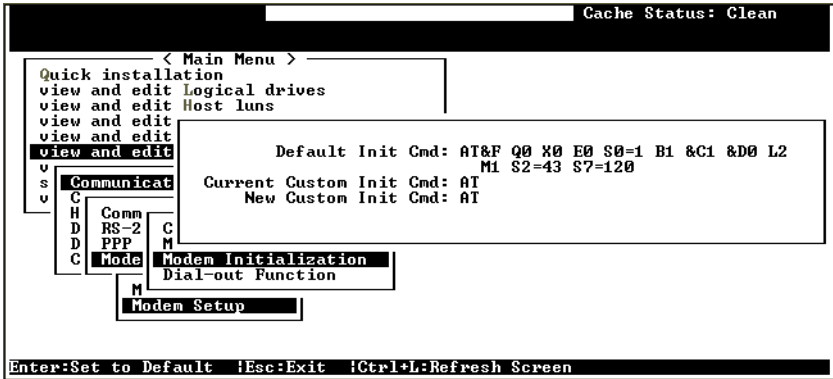 Cache Status: Clean
< Main Menu >
Quick installation
view and edit Logical drives
view and edit Host luns
view and edit
view and edit
view and edit
v
s
v
Communicat
C
H
D
D
C
Comm
RS-2
PPP
Mode
C
M
Modem Initialization
Dial-out Function
M
Modem Setup
Default Init Cmd: AT&F Q0 X0 E0 S0=1 B1 &C1 &D0 L2
M1 S2=43 S7=120
Current Custom Init Cmd: AT
New Custom Init Cmd: AT
Enter:Set to Default |Esc:Exit |Ctrl+L:Refresh Screen